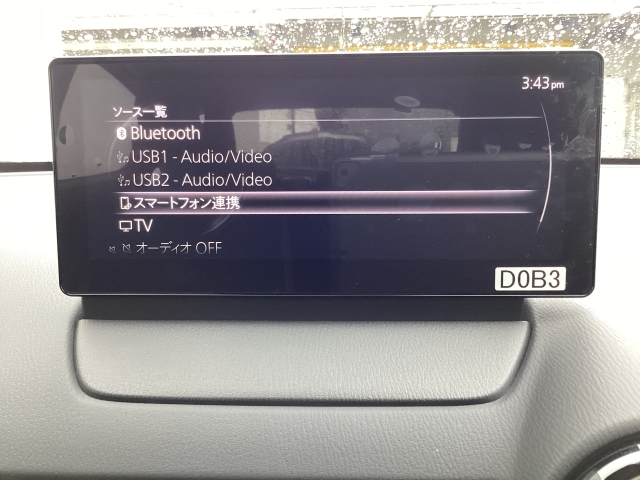 3:43pm
ソース一覧
Bluetooth
USB1 - Audio/Video
USB2 - Audio/Video
スマートフォン連携
TV
オーディオ OFF
D0B3